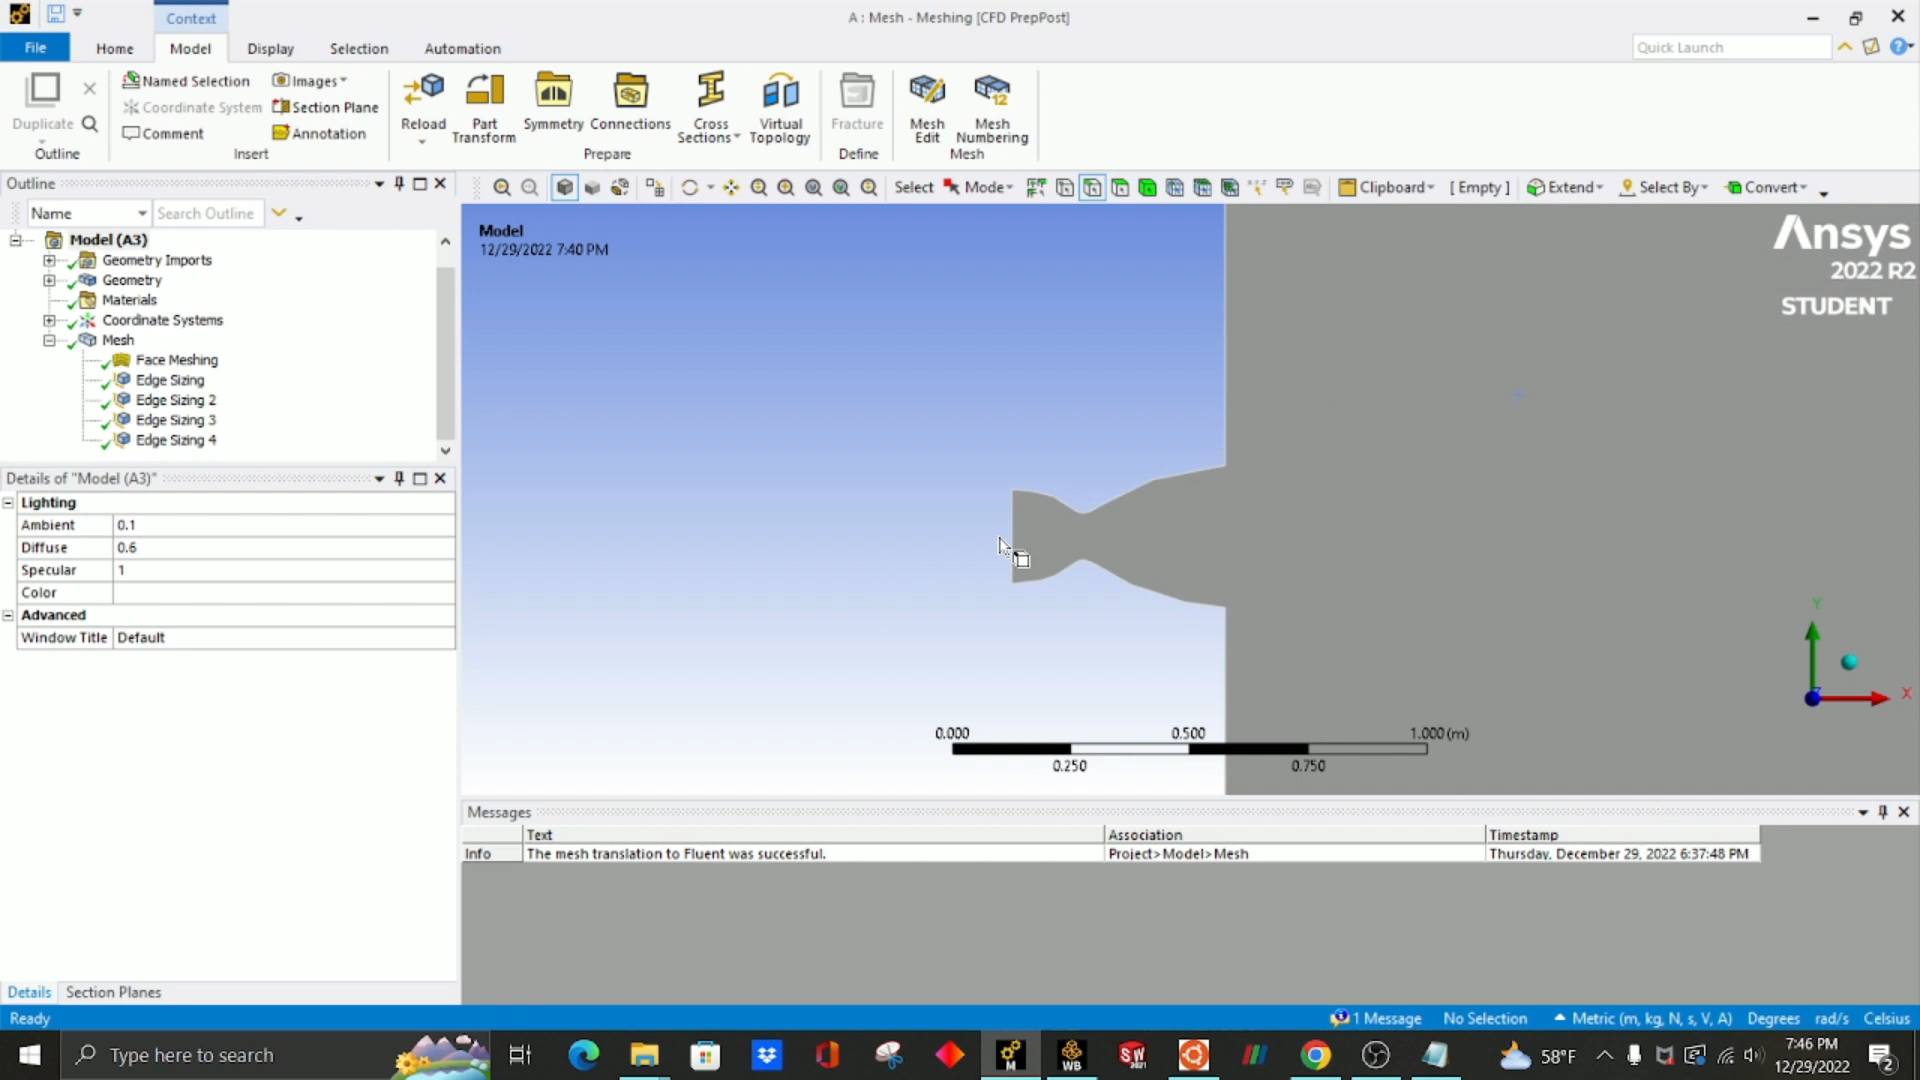 Context
A : Mesh - Meshing [CFD PrepPost]
File
Home
Model
Display
Selection
Automation
Quick Launch
Duplicate
Outline
Named Selection
Coordinate System
Comment
Images
Section Plane
Annotation
Insert
Reload
Part
Transform
Symmetry
Connections
Cross
Sections
Virtual
Topology
Prepare
Fracture
Define
Mesh
Edit
Mesh
Numbering
Mesh
Outline
Name
Search Outline
Model (A3)
Geometry Imports
Geometry
Materials
Coordinate Systems
Mesh
Face Meshing
Edge Sizing
Edge Sizing 2
Edge Sizing 3
Edge Sizing 4
Details of "Model (A3)"
Lighting
Ambient 0.1
Diffuse 0.6
Specular 1
Color
Advanced
Window Title Default
Details
Section Planes
Select
Mode
Clipboard
[ Empty ]
Extend
Select By
Convert
Model
12/29/2022 7:40 PM
Ansys
2022 R2
STUDENT
Y
X
0.000
0.500
1.000 (m)
0.250
0.750
Messages
Text
Association
Timestamp
Info The mesh translation to Fluent was successful. Project>Model>Mesh Thursday, December 29, 2022 6:37:48 PM
Ready
1 Message
No Selection
Metric (m, kg, N, s, V, A)
Degrees
rad/s
Celsius
Type here to search
M
WB
SW
2021
58°F
7:46 PM
12/29/2022
2